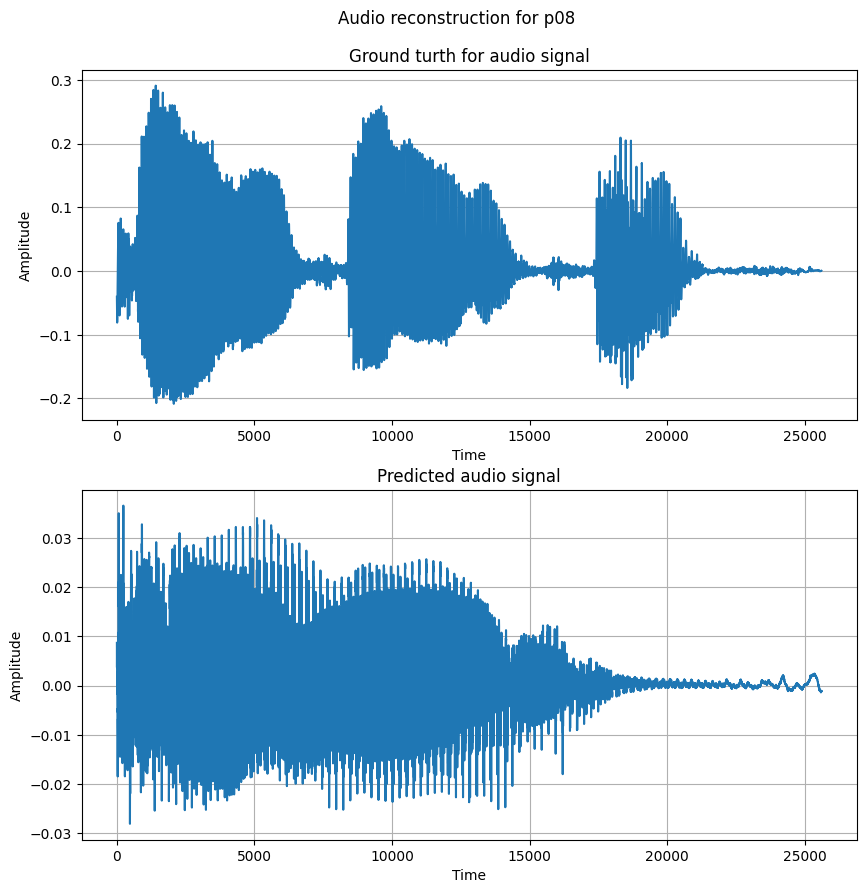 Audio reconstruction for p08
Ground turth for audio signal
0.3
0.2
0.1
0.0
−0.1
−0.2
Amplitude
0 5000 10000 15000 20000 25000
Time
Predicted audio signal
0.03
0.02
0.01
0.00
−0.01
−0.02
−0.03
Amplitude
0 5000 10000 15000 20000 25000
Time